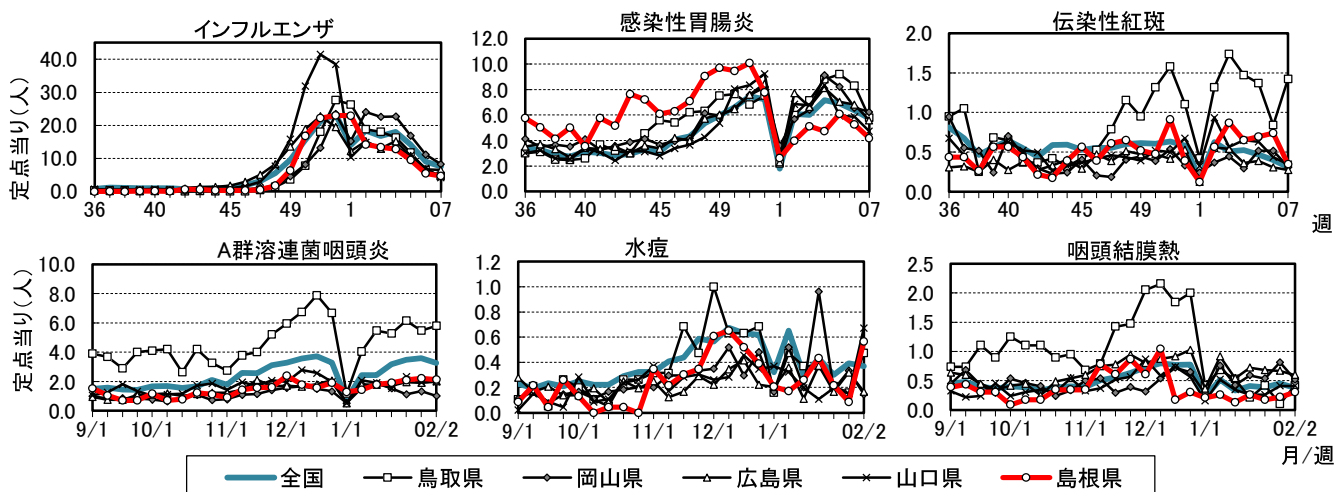 インフルエンザ
感染性胃腸炎
伝染性紅斑
定点当り(人)
40.0
30.0
20.0
10.0
0.0
36 40 45 49 1 07
12.0
10.0
8.0
6.0
4.0
2.0
0.0
36 40 45 49 1 07
2.0
1.5
1.0
0.5
0.0
36 40 45 49 1 07
週
A群溶連菌咽頭炎
水痘
咽頭結膜熱
定点当り(人)
10.0
8.0
6.0
4.0
2.0
0.0
9/1 10/1 11/1 12/1 1/1 02/2
1.2
1.0
0.8
0.6
0.4
0.2
0.0
9/1 10/1 11/1 12/1 1/1 02/2
2.5
2.0
1.5
1.0
0.5
0.0
9/1 10/1 11/1 12/1 1/1 02/2
月/週
全国 鳥取県 岡山県 広島県 山口県 島根県